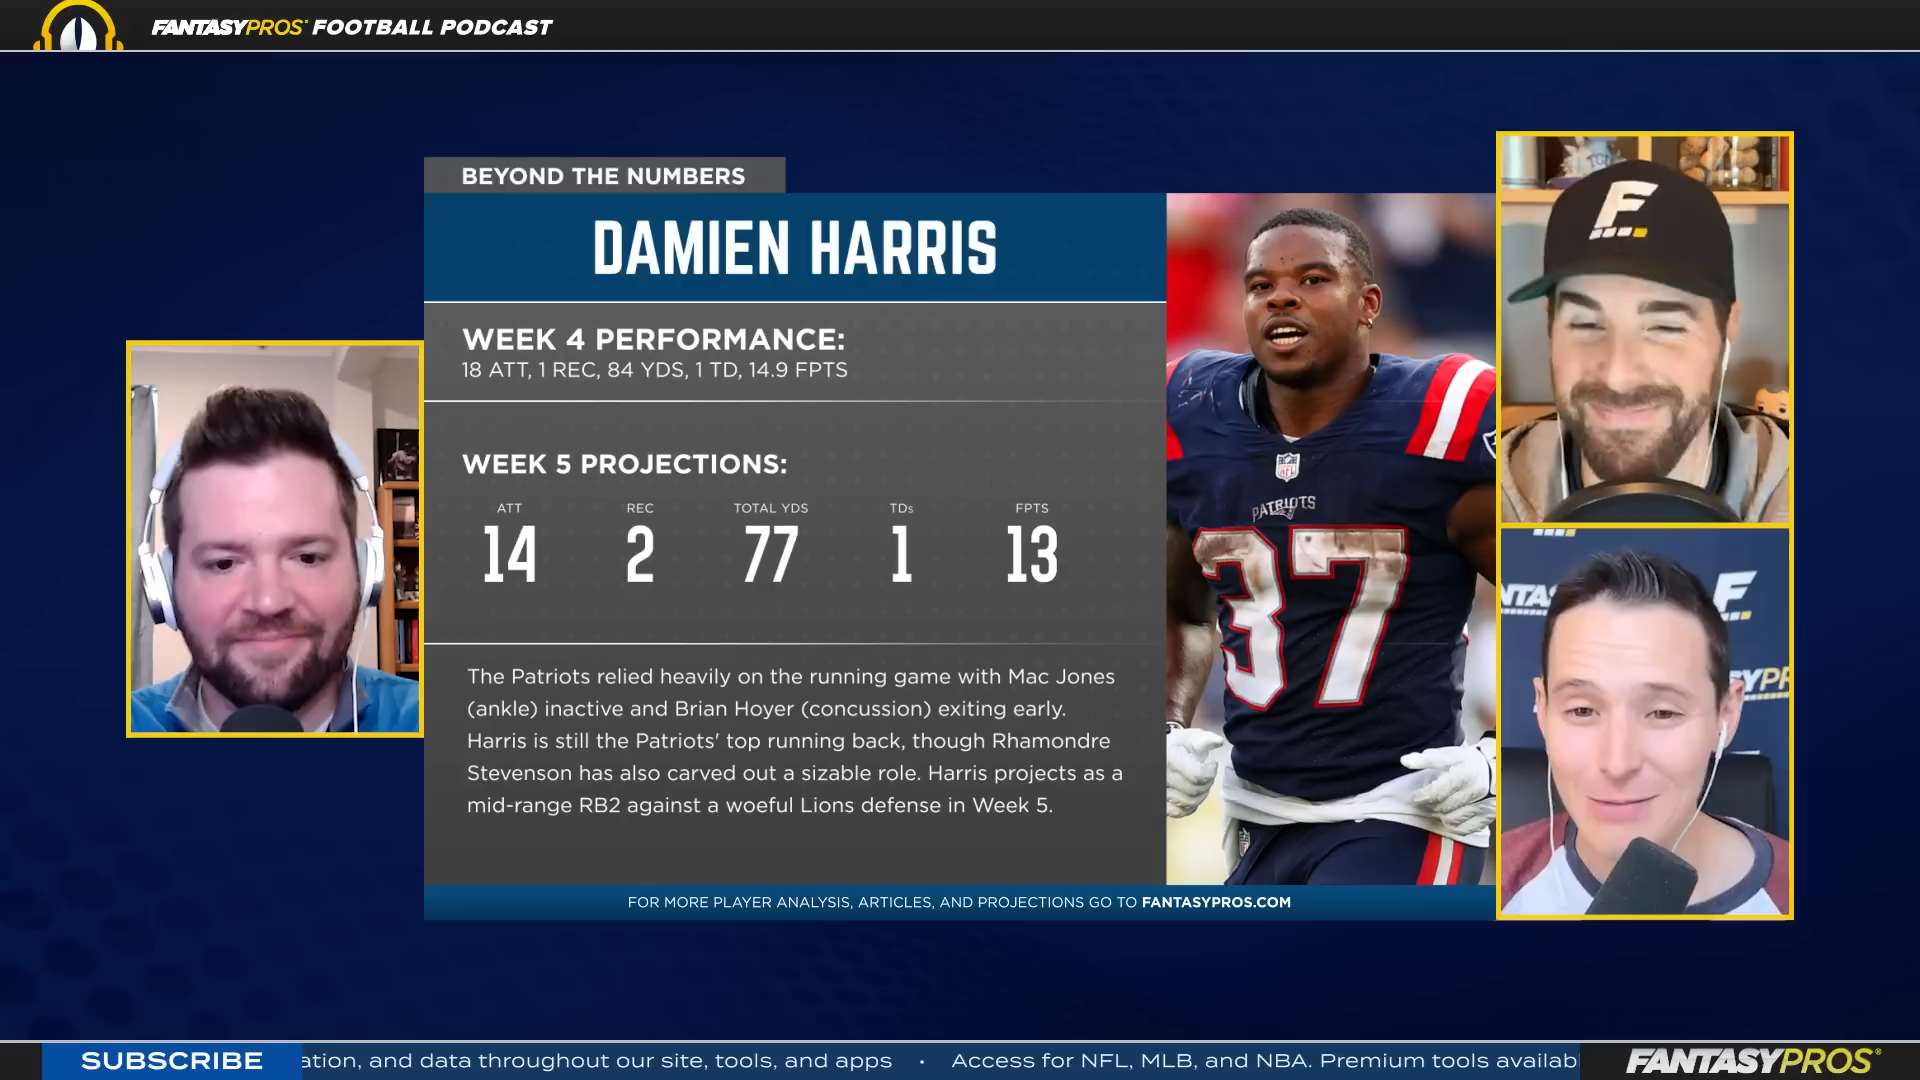 FANTASYPROS FOOTBALL PODCAST
BEYOND THE NUMBERS
DAMIEN HARRIS
WEEK 4 PERFORMANCE:
18 ATT, 1 REC, 84 YDS, 1 TD, 14.9 FPTS
WEEK 5 PROJECTIONS:
ATT REC TOTAL YDS TDs FPTS
14 2 77 1 13
The Patriots relied heavily on the running game with Mac Jones
(ankle) inactive and Brian Hoyer (concussion) exiting early.
Harris is still the Patriots' top running back, though Rhamondre
Stevenson has also carved out a sizable role. Harris projects as a
mid-range RB2 against a woeful Lions defense in Week 5.
FOR MORE PLAYER ANALYSIS, ARTICLES, AND PROJECTIONS GO TO FANTASYPROS.COM
NFL
PATRIOTS
37
TCU
F
NTAS
F
YPR
SUBSCRIBE
ation, and data throughout our site, tools, and apps • Access for NFL, MLB, and NBA. Premium tools availab
FANTASYPROS®